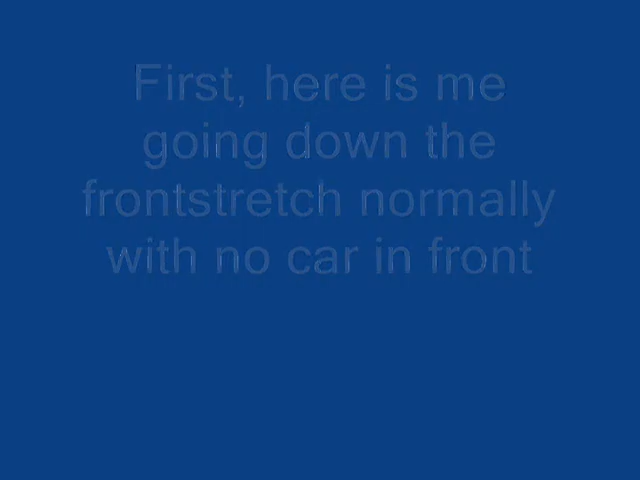 First, here is me
going down the
frontstretch normally
with no car in front